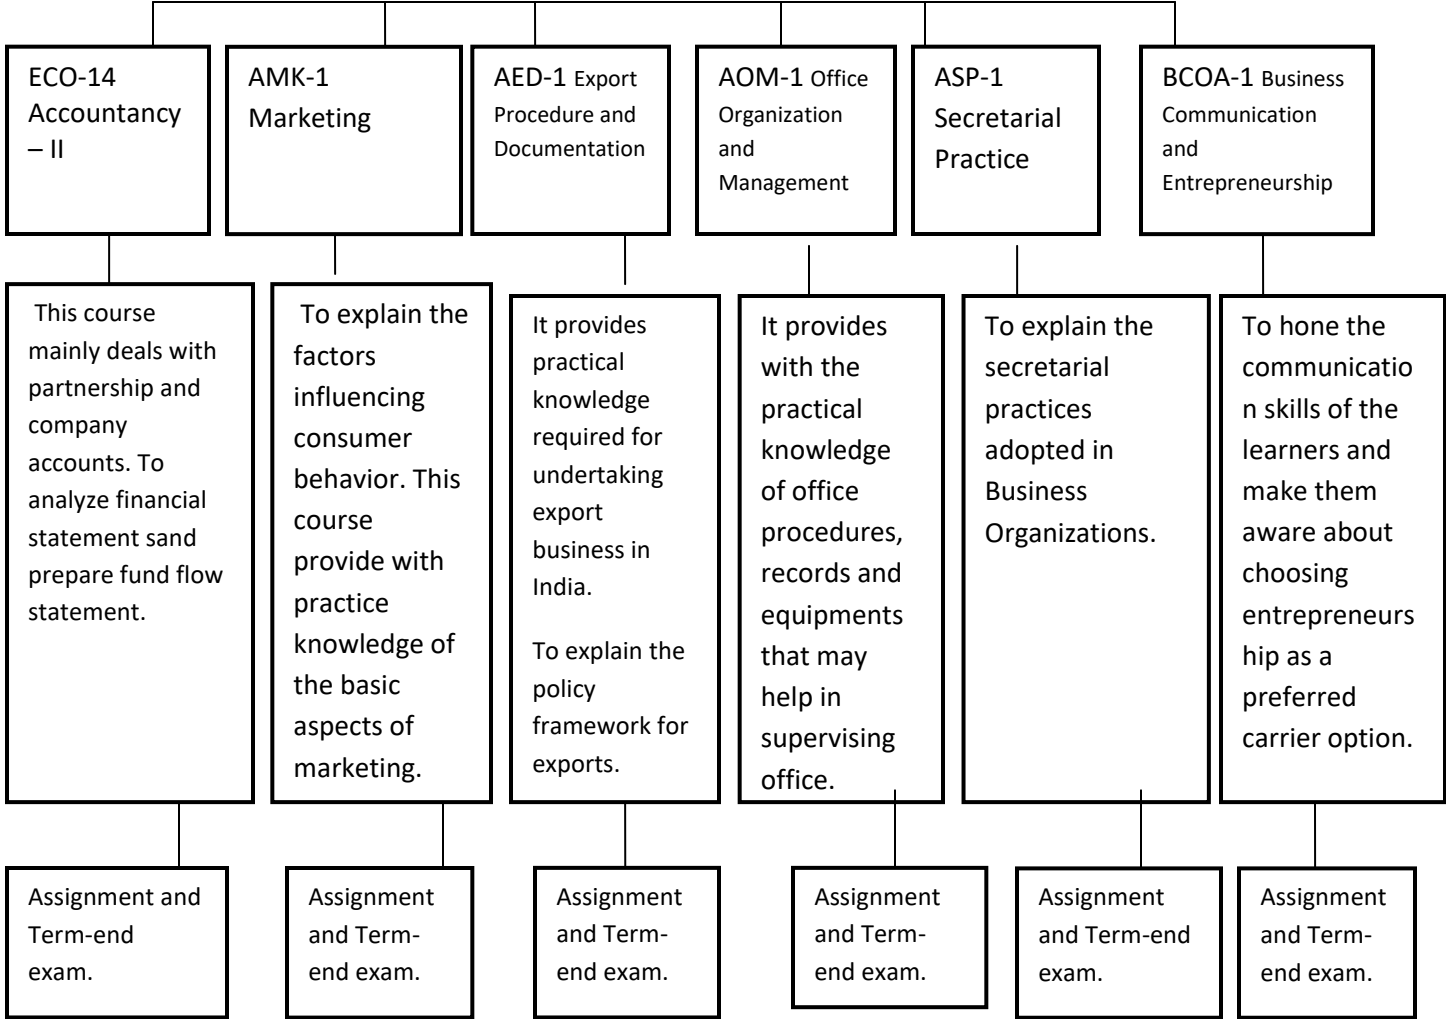 ECO-14
Accountancy
– II
AMK-1
Marketing
AED-1 Export
Procedure and
Documentation
AOM-1 Office
Organization
and
Management
ASP-1
Secretarial
Practice
BCOA-1 Business
Communication
and
Entrepreneurship
This course
mainly deals with
partnership and
company
accounts. To
analyze financial
statement sand
prepare fund flow
statement.
To explain the
factors
influencing
consumer
behavior. This
course
provide with
practice
knowledge of
the basic
aspects of
marketing.
It provides
practical
knowledge
required for
undertaking
export
business in
India.
To explain the
policy
framework for
exports.
It provides
with the
practical
knowledge
of office
procedures,
records and
equipments
that may
help in
supervising
office.
To explain the
secretarial
practices
adopted in
Business
Organizations.
To hone the
communicatio
n skills of the
learners and
make them
aware about
choosing
entrepreneurs
hip as a
preferred
carrier option.
Assignment and
Term-end
exam.
Assignment
and Term-
end exam.
Assignment
and Term-
end exam.
Assignment
and Term-
end exam.
Assignment
and Term-end
exam.
Assignment
and Term-
end exam.